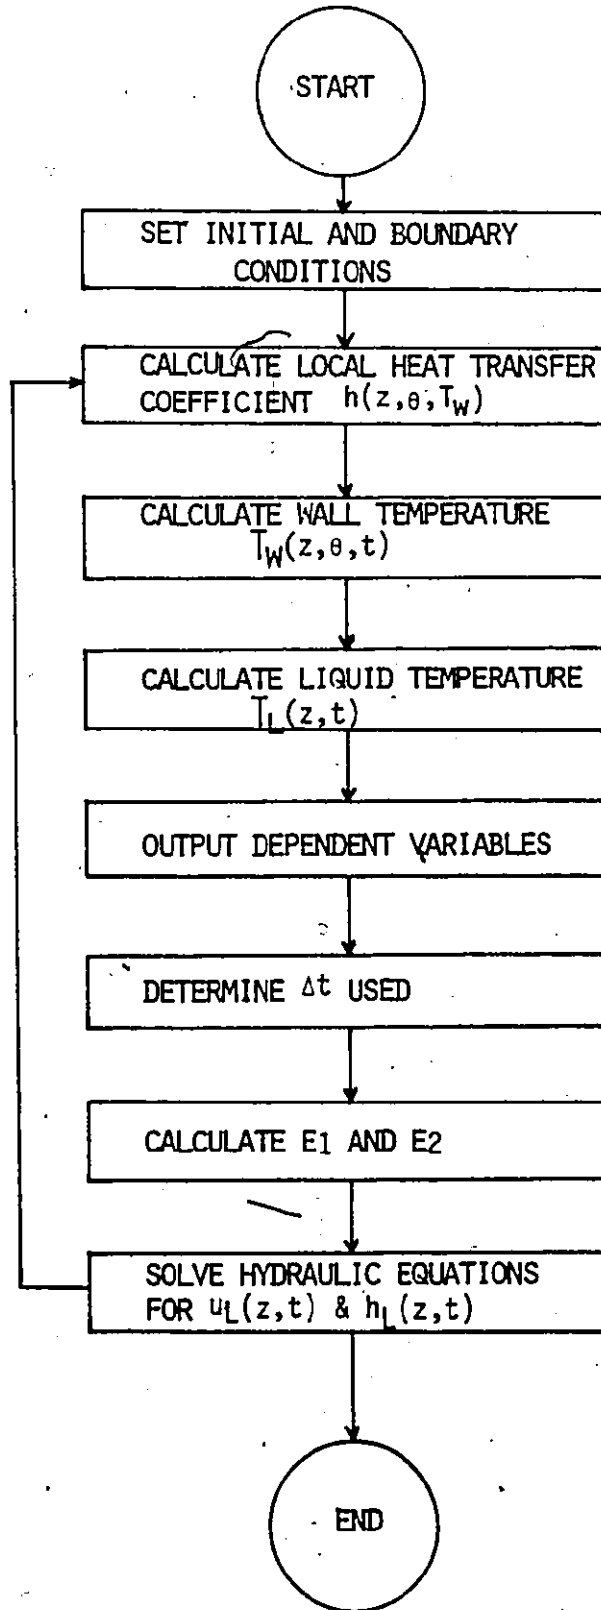 START
SET INITIAL AND BOUNDARY
CONDITIONS
CALCULATE LOCAL HEAT TRANSFER
COEFFICIENT h(z,θ,T_W)
CALCULATE WALL TEMPERATURE
T_W(z,θ,t)
CALCULATE LIQUID TEMPERATURE
T_L(z,t)
OUTPUT DEPENDENT VARIABLES
DETERMINE Δt USED
CALCULATE E1 AND E2
SOLVE HYDRAULIC EQUATIONS
FOR u_L(z,t) & h_L(z,t)
END